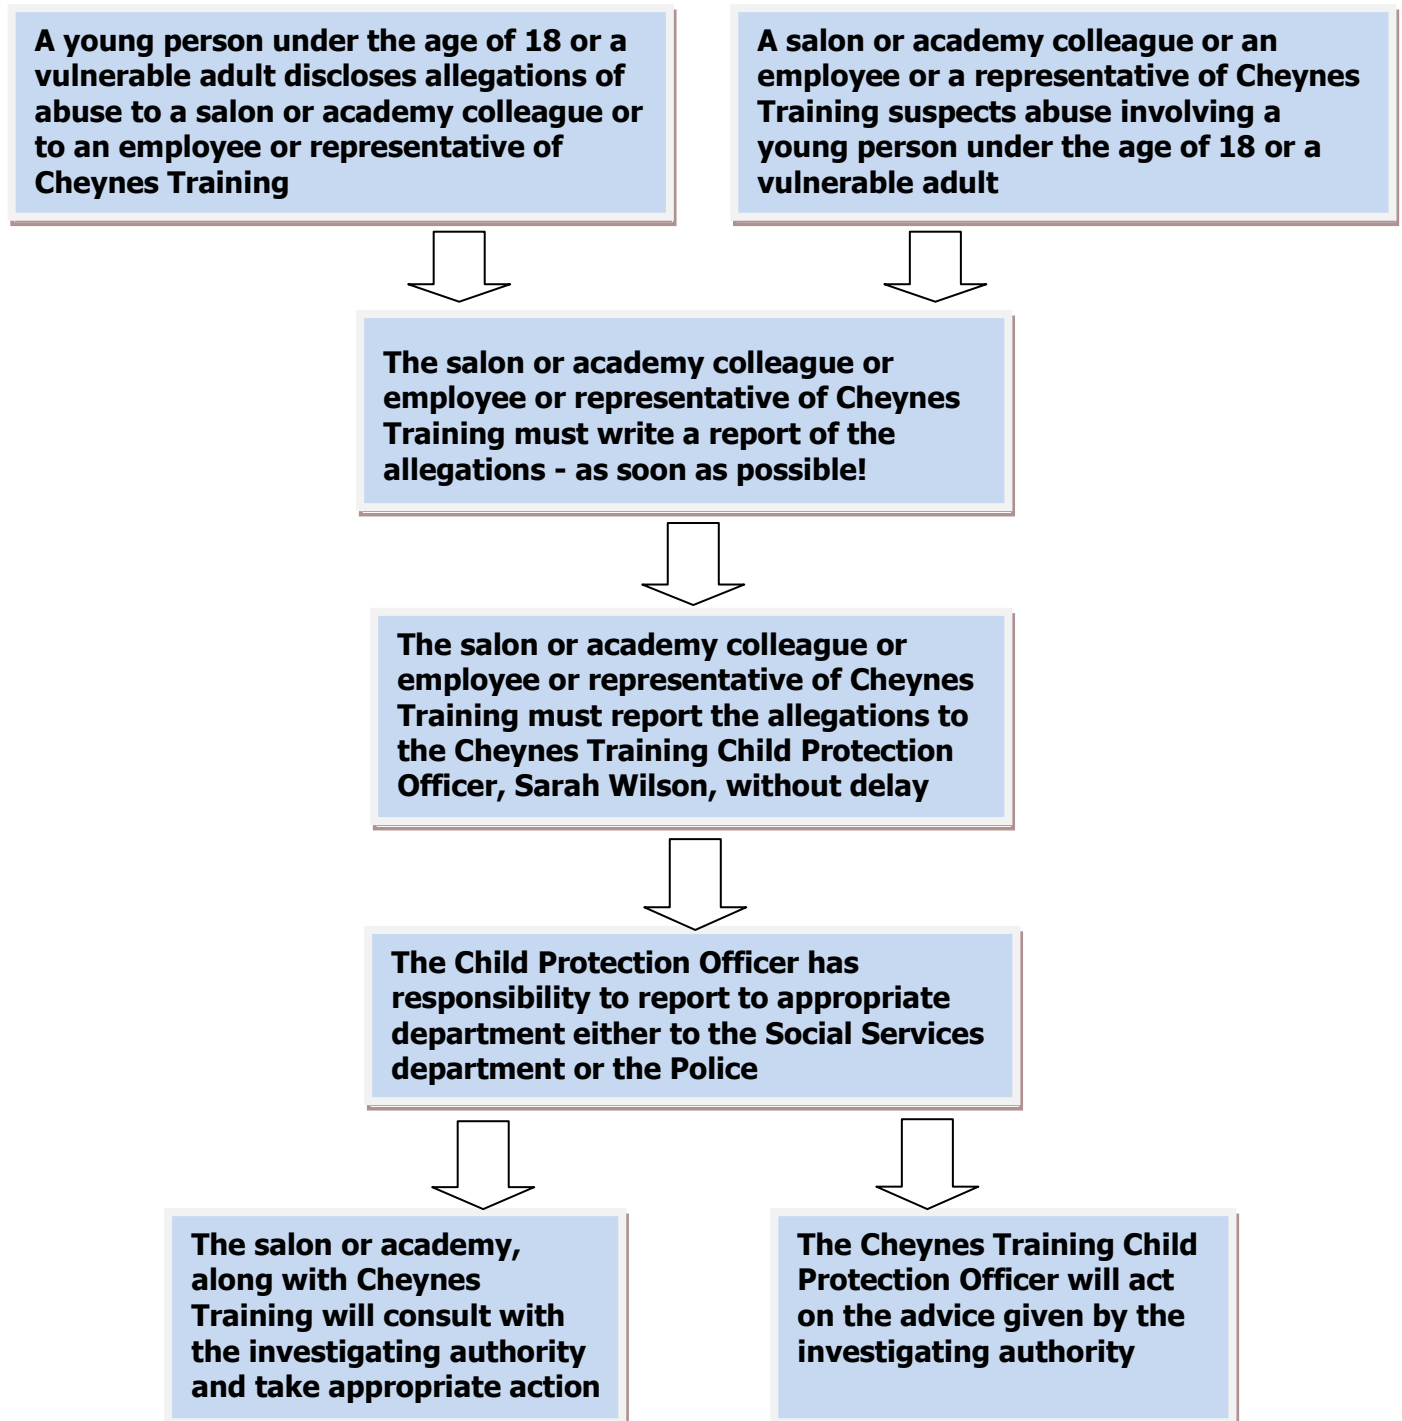 A young person under the age of 18 or a
vulnerable adult discloses allegations of
abuse to a salon or academy colleague or
to an employee or representative of
Cheynes Training
A salon or academy colleague or an
employee or a representative of Cheynes
Training suspects abuse involving a
young person under the age of 18 or a
vulnerable adult
The salon or academy colleague or
employee or representative of Cheynes
Training must write a report of the
allegations - as soon as possible!
The salon or academy colleague or
employee or representative of Cheynes
Training must report the allegations to
the Cheynes Training Child Protection
Officer, Sarah Wilson, without delay
The Child Protection Officer has
responsibility to report to appropriate
department either to the Social Services
department or the Police
The salon or academy,
along with Cheynes
Training will consult with
the investigating authority
and take appropriate action
The Cheynes Training Child
Protection Officer will act
on the advice given by the
investigating authority